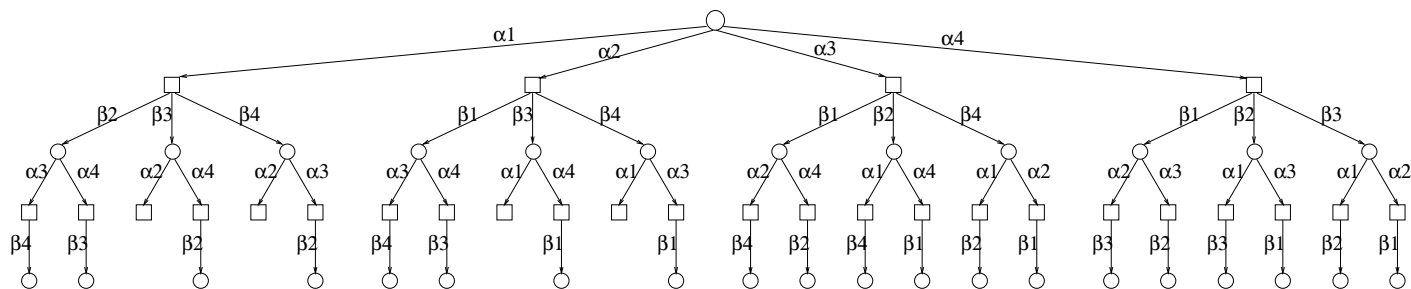 α1 α2 α3 α4
β2 β3 β4 β1 β3 β4 β1 β2 β4 β1 β2 β3
α3 α4 α2 α4 α2 α3 α3 α4 α1 α4 α1 α3 α2 α4 α1 α4 α1 α2 α2 α3 α1 α3 α1 α2
β4 β3 β2 β2 β4 β3 β1 β1 β4 β2 β4 β1 β2 β1 β3 β2 β3 β1 β2 β1